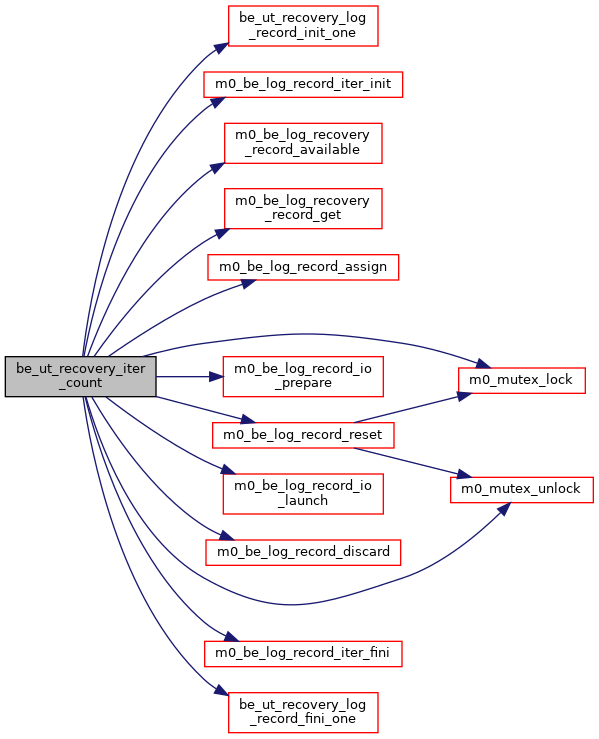 be_ut_recovery_log
_record_init_one
m0_be_log_record_iter_init
m0_be_log_recovery
_record_available
m0_be_log_recovery
_record_get
m0_be_log_record_assign
be_ut_recovery_iter
_count
m0_be_log_record_io
_prepare
m0_mutex_lock
m0_be_log_record_reset
m0_be_log_record_io
_launch
m0_mutex_unlock
m0_be_log_record_discard
m0_be_log_record_iter_fini
be_ut_recovery_log
_record_fini_one